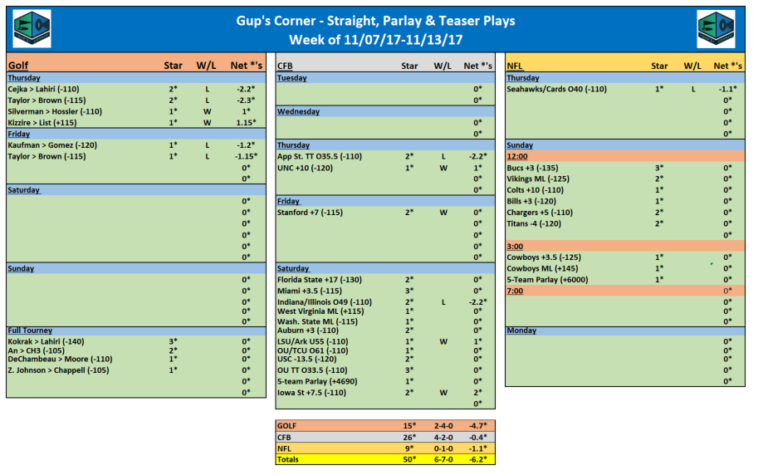 Gup's Corner - Straight, Parlay & Teaser Plays
Week of 11/07/17-11/13/17
Golf Star W/L Net *'s
Thursday
Cejka > Lahiri (-110) 2* L -2.2*
Taylor > Brown (-115) 2* L -2.3*
Silverman > Hossler (-110) 1* W 1*
Kizzire > List (+115) 1* W 1.15*
Friday
Kaufman > Gomez (-120) 1* L -1.2*
Taylor > Brown (-115) 1* L -1.15*
0*
0*
Saturday
0*
0*
0*
0*
0*
0*
Sunday
0*
0*
0*
0*
0*
Full Tourney
Kokrak > Lahiri (-140) 3* 0*
An > CH3 (-105) 2* 0*
DeChambeau > Moore (-110) 1* 0*
Z. Johnson > Chappell (-105) 1* 0*
0*
0*
CFB Star W/L Net *'s
Tuesday
0*
0*
Wednesday
0*
0*
Thursday
App St. TT O35.5 (-110) 2* L -2.2*
UNC +10 (-120) 1* W 1*
0*
0*
Friday
Stanford +7 (-115) 2* W 0*
0*
0*
0*
Saturday
Florida State +17 (-130) 2* 0*
Miami +3.5 (-115) 3* 0*
Indiana/Illinois O49 (-110) 2* L -2.2*
West Virginia ML (+115) 1* 0*
Wash. State ML (-115) 1* 0*
Auburn +3 (-110) 2* 0*
LSU/Ark U55 (-110) 1* W 1*
OU/TCU O61 (-110) 1* 0*
USC -13.5 (-120) 2* 0*
OU TT O33.5 (-110) 3* 0*
5-team Parlay (+4690) 1* 0*
Iowa St +7.5 (-110) 2* W 2*
0*
NFL Star W/L Net *'s
Thursday
Seahawks/Cards O40 (-110) 1* L -1.1*
0*
0*
0*
Sunday
12:00
Bucs +3 (-135) 3* 0*
Vikings ML (-125) 2* 0*
Colts +10 (-110) 1* 0*
Bills +3 (-120) 1* 0*
Chargers +5 (-110) 2* 0*
Titans -4 (-120) 2* 0*
0*
3:00
Cowboys +3.5 (-125) 1* 0*
Cowboys ML (+145) 1* 0*
5-Team Parlay (+6000) 1* 0*
7:00 0*
0*
0*
Monday
0*
0*
0*
0*
GOLF 15* 2-4-0 -4.7*
CFB 26* 4-2-0 -0.4*
NFL 9* 0-1-0 -1.1*
Totals 50* 6-7-0 -6.2*